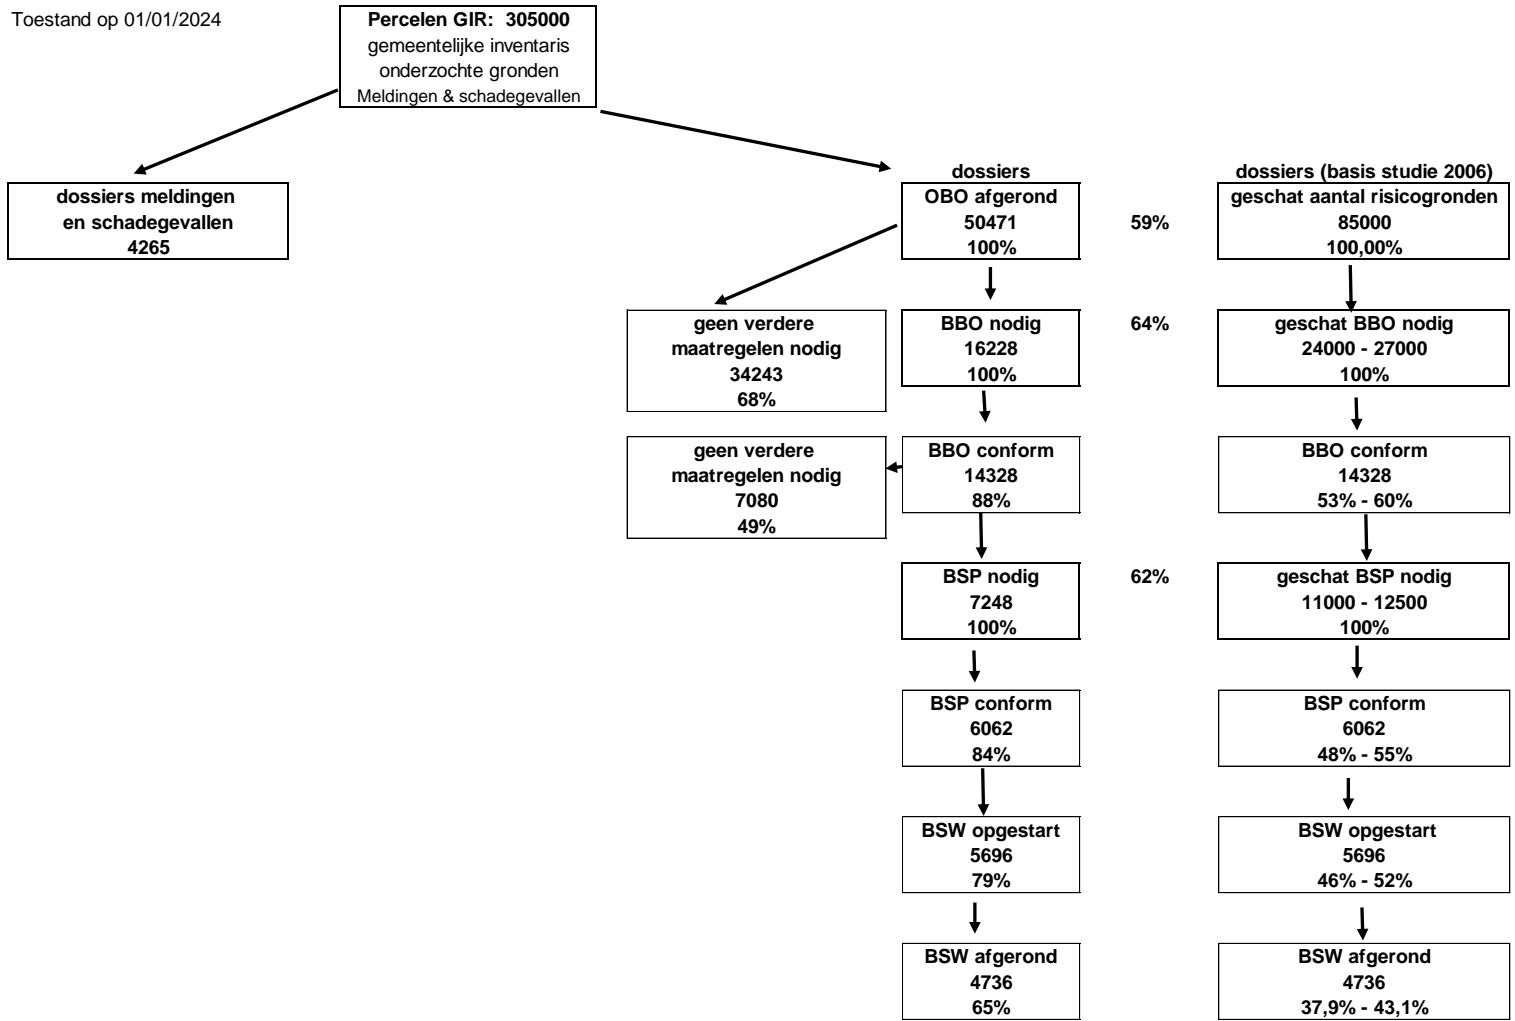 Toestand op 01/01/2024
Percelen GIR: 305000
gemeentelijke inventaris
onderzochte gronden
Meldingen & schadegevallen
dossiers meldingen
en schadegevallen
4265
dossiers
OBO afgerond
50471
100%
59%
dossiers (basis studie 2006)
geschat aantal risicogronden
85000
100,00%
geen verdere
maatregelen nodig
34243
68%
BBO nodig
16228
100%
64%
geschat BBO nodig
24000 - 27000
100%
geen verdere
maatregelen nodig
7080
49%
BBO conform
14328
88%
BBO conform
14328
53% - 60%
BSP nodig
7248
100%
62%
geschat BSP nodig
11000 - 12500
100%
BSP conform
6062
84%
BSP conform
6062
48% - 55%
BSW opgestart
5696
79%
BSW opgestart
5696
46% - 52%
BSW afgerond
4736
65%
BSW afgerond
4736
37,9% - 43,1%